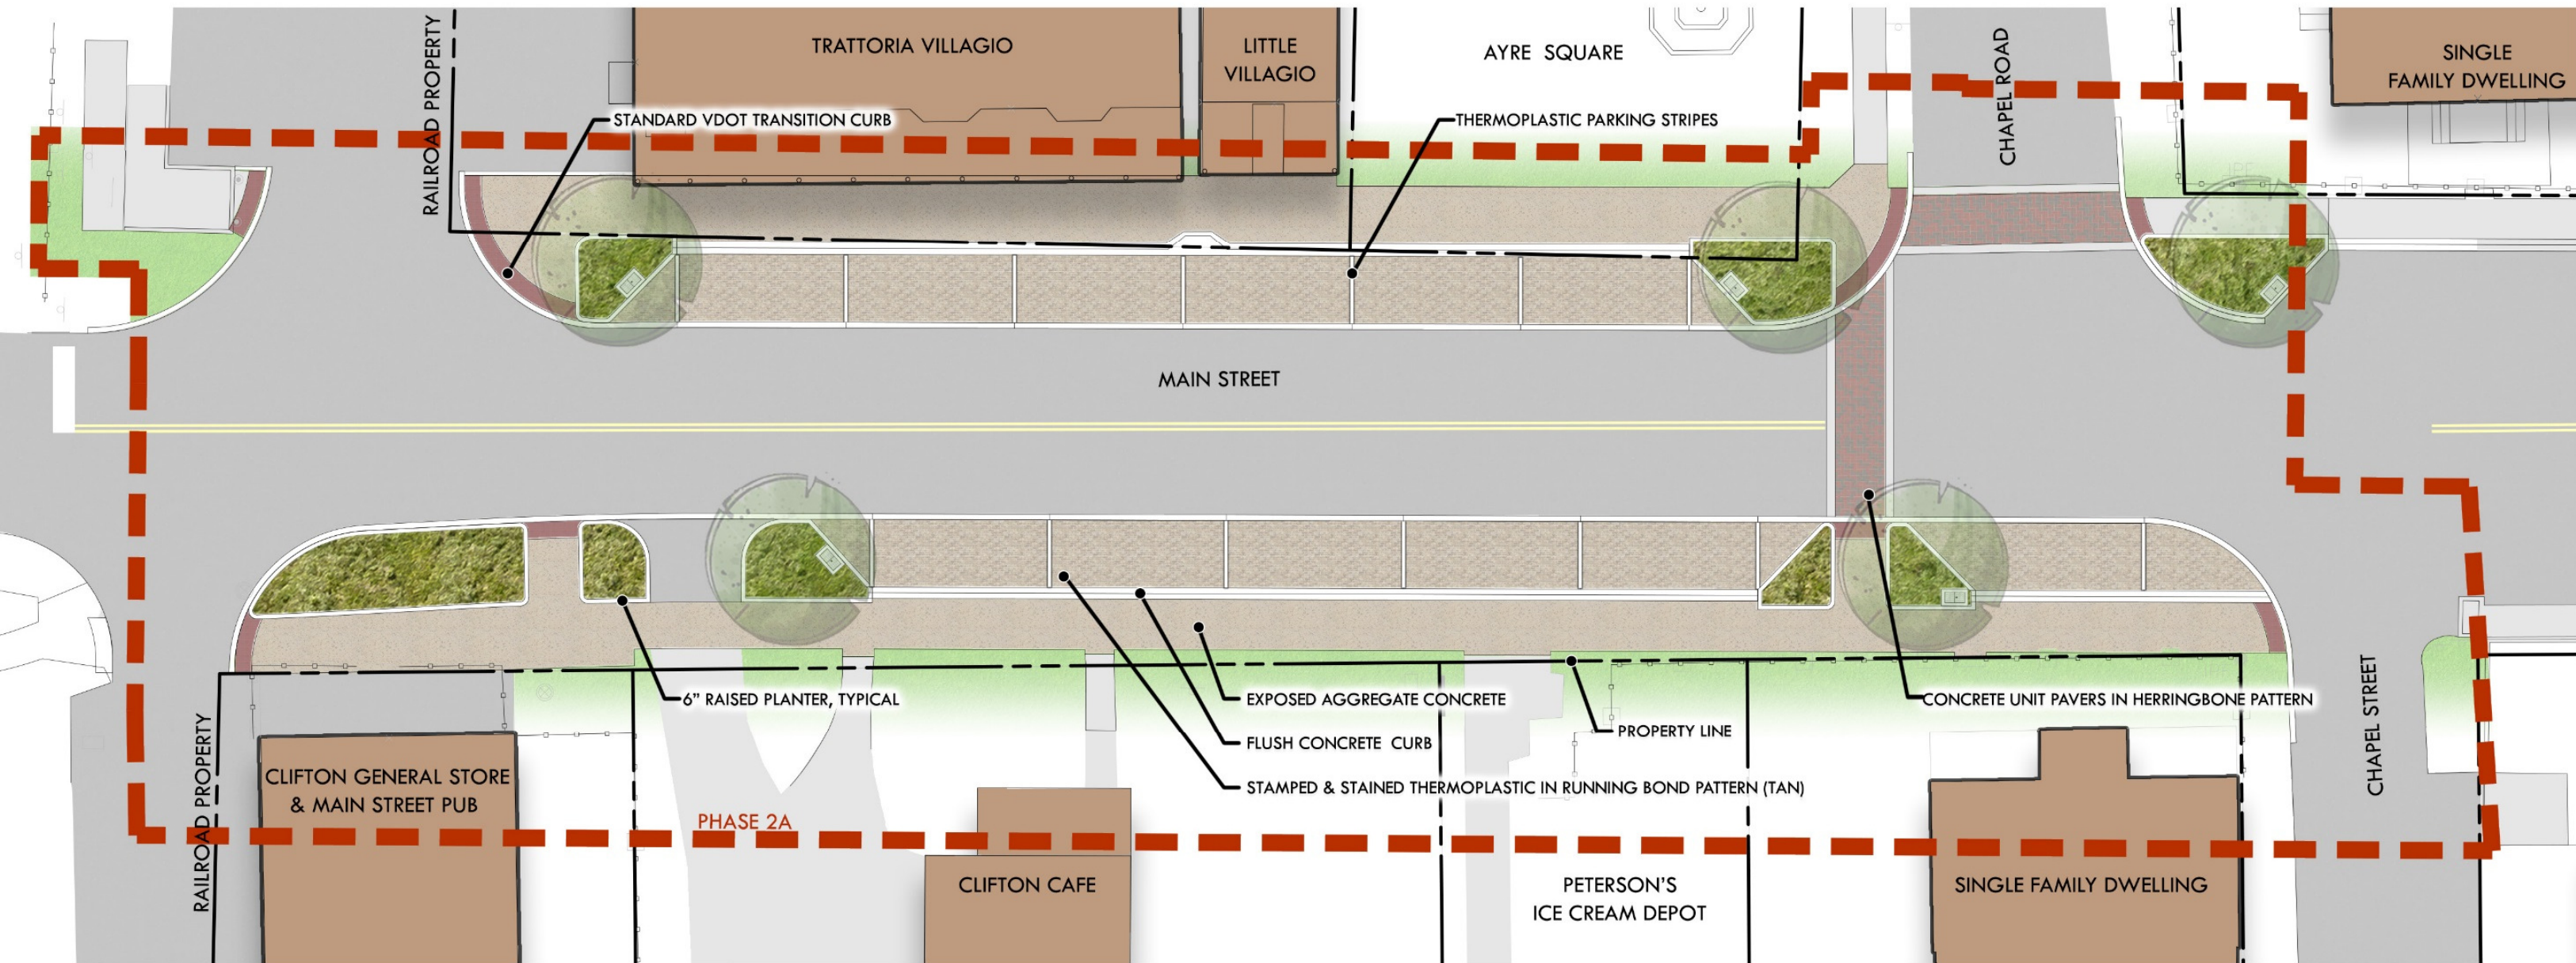 RAILROAD PROPERTY
TRATTORIA VILLAGIO
LITTLE
VILLAGIO
AYRE SQUARE
CHAPEL ROAD
SINGLE
FAMILY DWELLING
STANDARD VDOT TRANSITION CURB
THERMOPLASTIC PARKING STRIPES
MAIN STREET
6" RAISED PLANTER, TYPICAL
EXPOSED AGGREGATE CONCRETE
CONCRETE UNIT PAVERS IN HERRINGBONE PATTERN
PROPERTY LINE
FLUSH CONCRETE CURB
STAMPED & STAINED THERMOPLASTIC IN RUNNING BOND PATTERN (TAN)
CHAPEL STREET
RAILROAD PROPERTY
CLIFTON GENERAL STORE
& MAIN STREET PUB
PHASE 2A
CLIFTON CAFE
PETERSON'S
ICE CREAM DEPOT
SINGLE FAMILY DWELLING